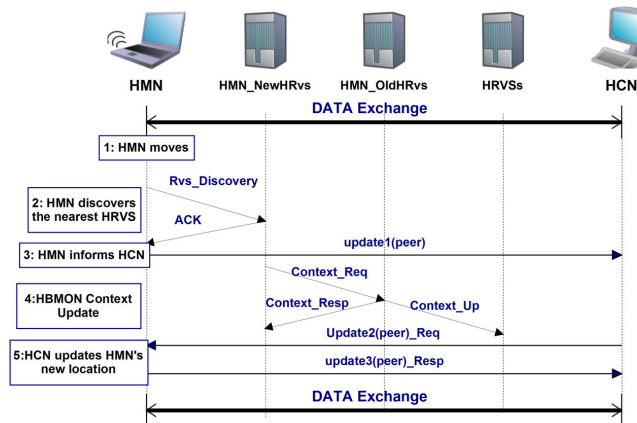 HMN
HMN_NewHRvs
HMN_OldHRvs
HRVSs
HCN
DATA Exchange
1: HMN moves
Rvs_Discovery
2: HMN discovers
the nearest HRVS
ACK
3: HMN informs HCN
update1(peer)
Context_Req
4:HBMON Context
Update
Context_Resp
Context_Up
Update2(peer)_Req
5:HCN updates HMN's
new location
update3(peer)_Resp
DATA Exchange